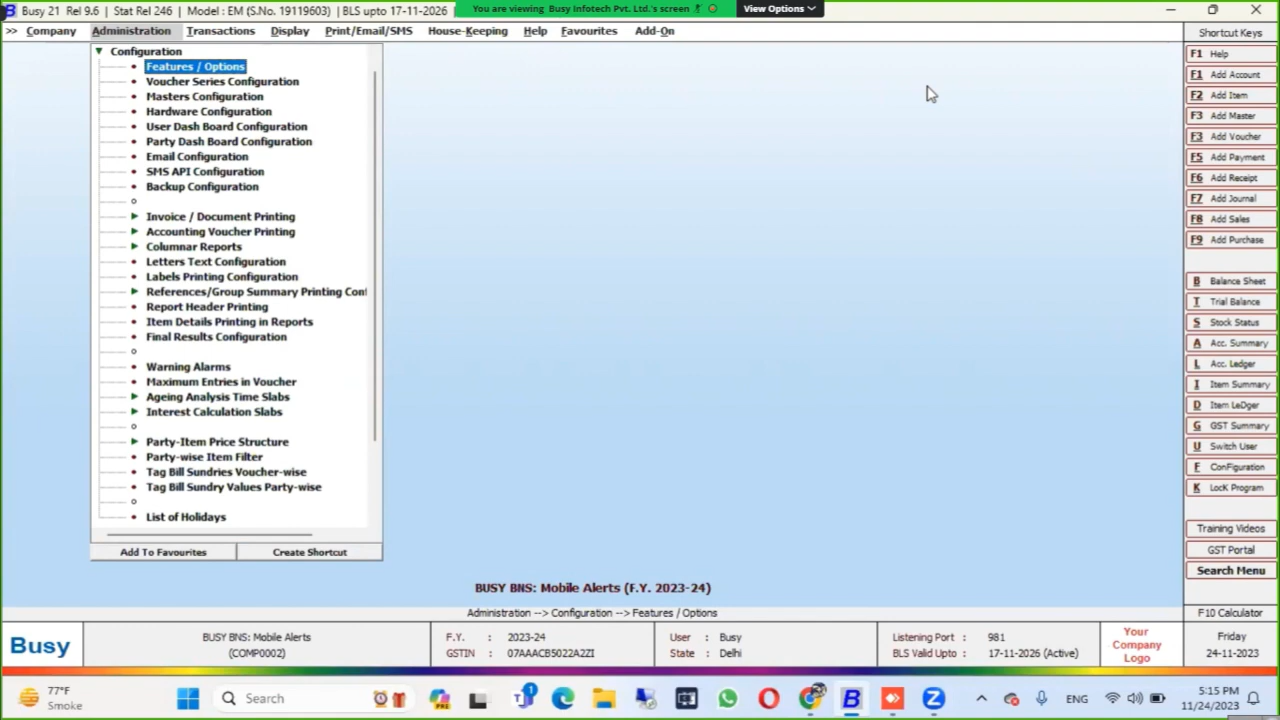 Busy 21 Rel 9.6 | Stat Rel 246 | Model : EM (S.No. 19119603) | BLS upto 17-11-2026
You are viewing Busy Infotech Pvt. Ltd.'s screen
View Options
>> Company Administration Transactions Display Print/Email/SMS House-Keeping Help Favourites Add-On
Shortcut Keys
Configuration
Features / Options
Voucher Series Configuration
Masters Configuration
Hardware Configuration
User Dash Board Configuration
Party Dash Board Configuration
Email Configuration
SMS API Configuration
Backup Configuration
Invoice / Document Printing
Accounting Voucher Printing
Columnar Reports
Letters Text Configuration
Labels Printing Configuration
References/Group Summary Printing Conf
Report Header Printing
Item Details Printing in Reports
Final Results Configuration
Warning Alarms
Maximum Entries in Voucher
Ageing Analysis Time Slabs
Interest Calculation Slabs
Party-Item Price Structure
Party-wise Item Filter
Tag Bill Sundries Voucher-wise
Tag Bill Sundry Values Party-wise
List of Holidays
Add To Favourites Create Shortcut
F1 Help
F1 Add Account
F2 Add Item
F3 Add Master
F3 Add Voucher
F5 Add Payment
F6 Add Receipt
F7 Add Journal
F8 Add Sales
F9 Add Purchase
B Balance Sheet
T Trial Balance
S Stock Status
A Acc. Summary
L Acc. Ledger
I Item Summary
D Item LeDger
G GST Summary
U Switch User
F ConFiguration
K LocK Program
Training Videos
GST Portal
Search Menu
BUSY BNS: Mobile Alerts (F.Y. 2023-24)
Administration --> Configuration --> Features / Options
F10 Calculator
Busy
BUSY BNS: Mobile Alerts
(COMP0002)
F.Y. : 2023-24
GSTIN : 07AAACB5022A2ZI
User : Busy
State : Delhi
Listening Port : 981
BLS Valid Upto : 17-11-2026 (Active)
Your
Company
Logo
Friday
24-11-2023
77°F
Smoke
Search
1
ENG
5:15 PM
11/24/2023